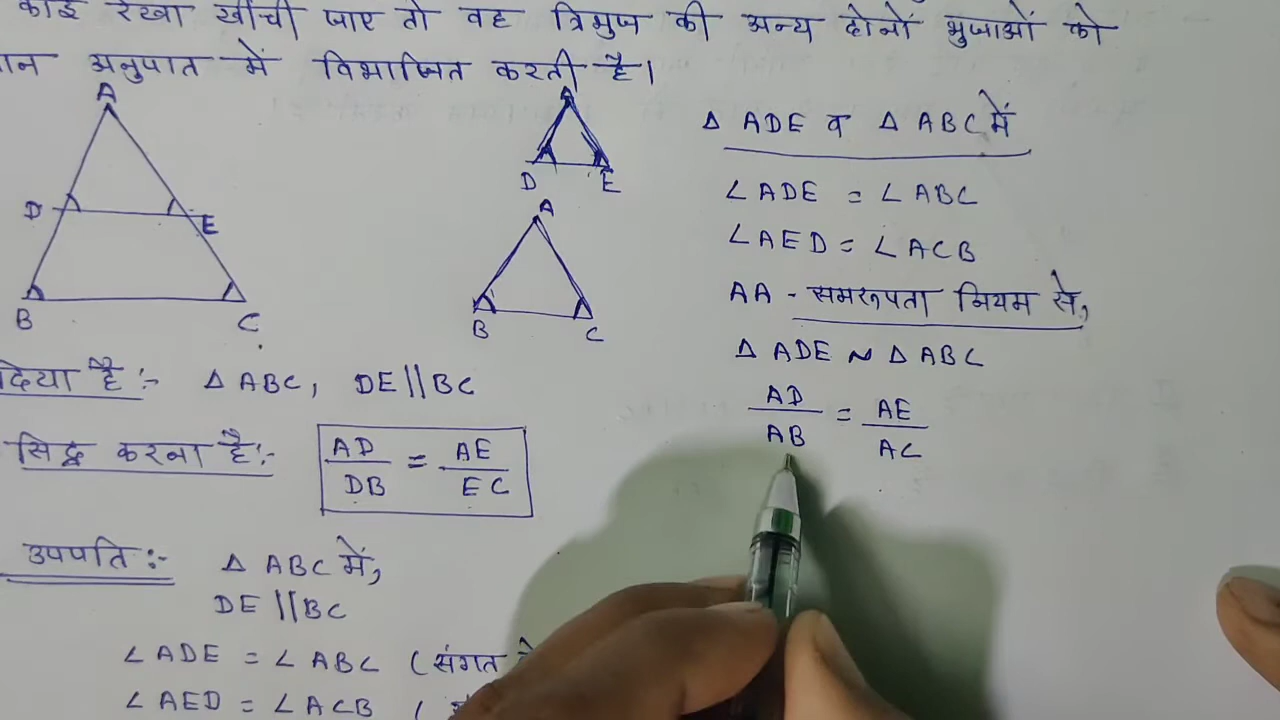 कोई रेखा खींची जाए तो वह त्रिभुज की अन्य दोनों भुजाओं को
अनुपात में विभाजित करती है।
A
D
E
B
C
A
D
E
A
B
C
दिया है :- Δ ABC, DE||BC
सिद्ध करना है:- AD/DB = AE/EC
उपपति :- Δ ABC में,
DE || BC
∠ ADE = ∠ ABC ( संगत
∠ AED = ∠ ACB (
Δ ADE व Δ ABC में
∠ ADE = ∠ ABC
∠ AED = ∠ ACB
AA - समरूपता नियम से,
Δ ADE ~ Δ ABC
AD/AB = AE/AC